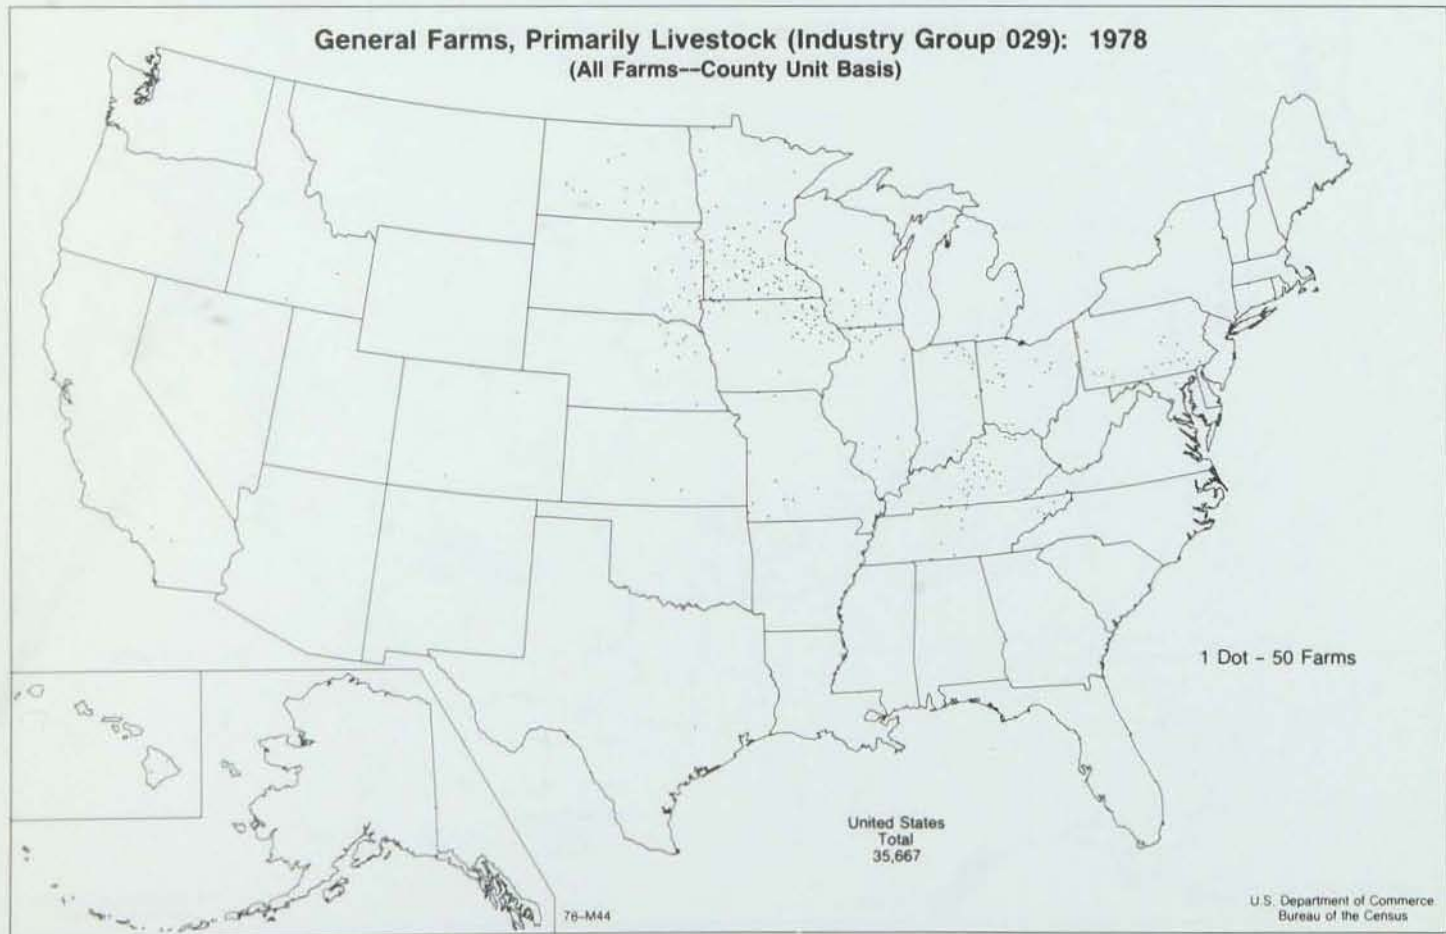 General Farms, Primarily Livestock (Industry Group 029): 1978
(All Farms--County Unit Basis)
1 Dot - 50 Farms
United States
Total
35,667
78-M44
U.S. Department of Commerce
Bureau of the Census